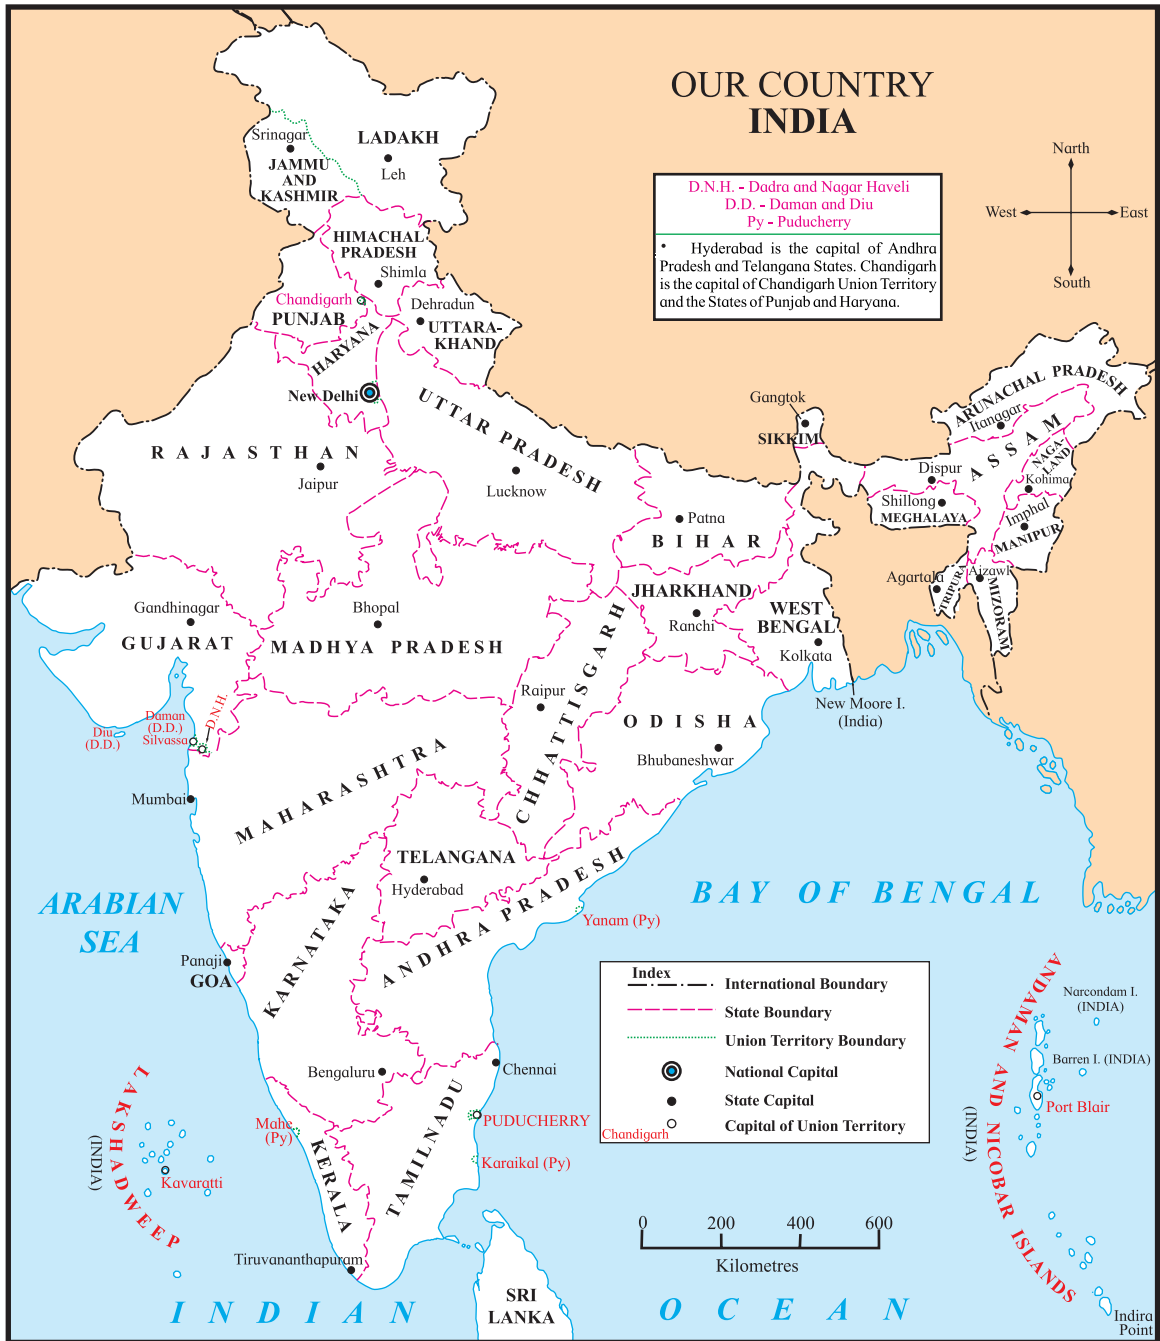 OUR COUNTRY
INDIA
North
West
East
South
D.N.H. - Dadra and Nagar Haveli
D.D. - Daman and Diu
Py - Puducherry
• Hyderabad is the capital of Andhra
Pradesh and Telangana States. Chandigarh
is the capital of Chandigarh Union Territory
and the States of Punjab and Haryana.
Srinagar
LADAKH
Leh
JAMMU
AND
KASHMIR
HIMACHAL
PRADESH
Shimla
Chandigarh
PUNJAB
Dehradun
UTTARA-
KHAND
HARYANA
New Delhi
UTTAR PRADESH
Lucknow
RAJASTHAN
Jaipur
Gangtok
SIKKIM
ARUNACHAL PRADESH
Itanagar
ASSAM
Dispur
NAGA-
LAND
Kohima
Shillong
MEGHALAYA
Imphal
MANIPUR
Agartala
TRIPURA
Aizawl
MIZORAM
Patna
BIHAR
JHARKHAND
Ranchi
WEST
BENGAL
Kolkata
New Moore I.
(India)
Gandhinagar
GUJARAT
Bhopal
MADHYA PRADESH
Raipur
CHHATTISGARH
ODISHA
Bhubaneshwar
Diu
(D.D.)
Daman
(D.D.)
Silvassa
D.N.H.
Mumbai
MAHARASHTRA
TELANGANA
Hyderabad
ANDHRA PRADESH
Yanam (Py)
ARABIAN
SEA
BAY OF BENGAL
Panaji
GOA
KARNATAKA
Bengaluru
Chennai
Mahe
(Py)
PUDUCHERRY
Karaikal (Py)
TAMILNADU
KERALA
Tiruvananthapuram
LAKSHADWEEP
(INDIA)
Kavaratti
Index
International Boundary
State Boundary
Union Territory Boundary
National Capital
State Capital
Capital of Union Territory
Chandigarh
ANDAMAN AND NICOBAR ISLANDS
(INDIA)
Narcondam I.
(INDIA)
Barren I. (INDIA)
Port Blair
Indira
Point
0 200 400 600
Kilometres
SRI
LANKA
INDIAN OCEAN